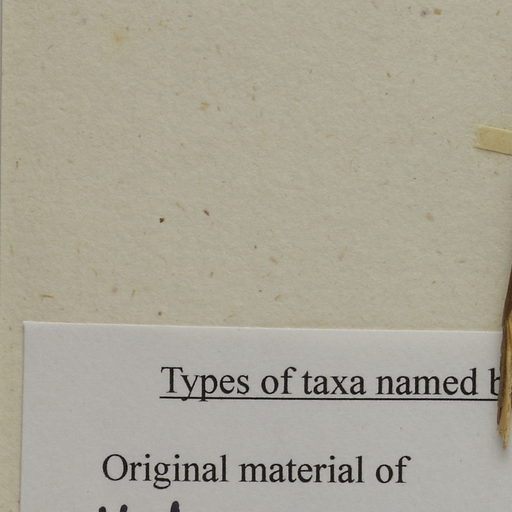 Types of taxa named
Original material of